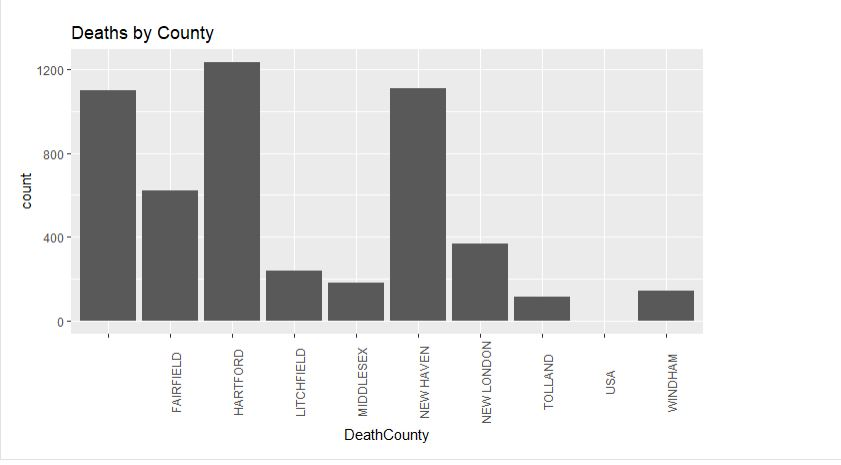 Deaths by County
1200
800
400
0
count
FAIRFIELD
HARTFORD
LITCHFIELD
MIDDLESEX
NEW HAVEN
NEW LONDON
TOLLAND
USA
WINDHAM
DeathCounty